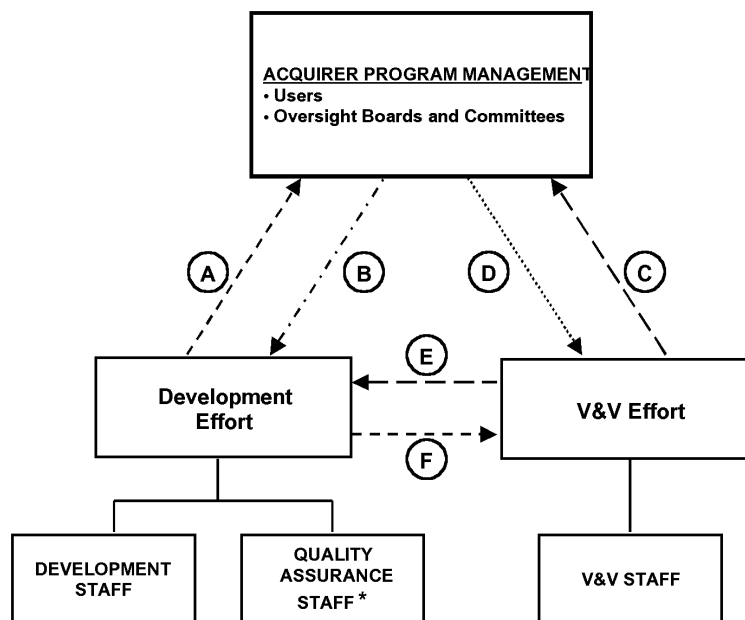 ACQUIRER PROGRAM MANAGEMENT
• Users
• Oversight Boards and Committees
A
B
D
C
E
Development
Effort
V&V Effort
F
DEVELOPMENT
STAFF
QUALITY
ASSURANCE
STAFF *
V&V STAFF